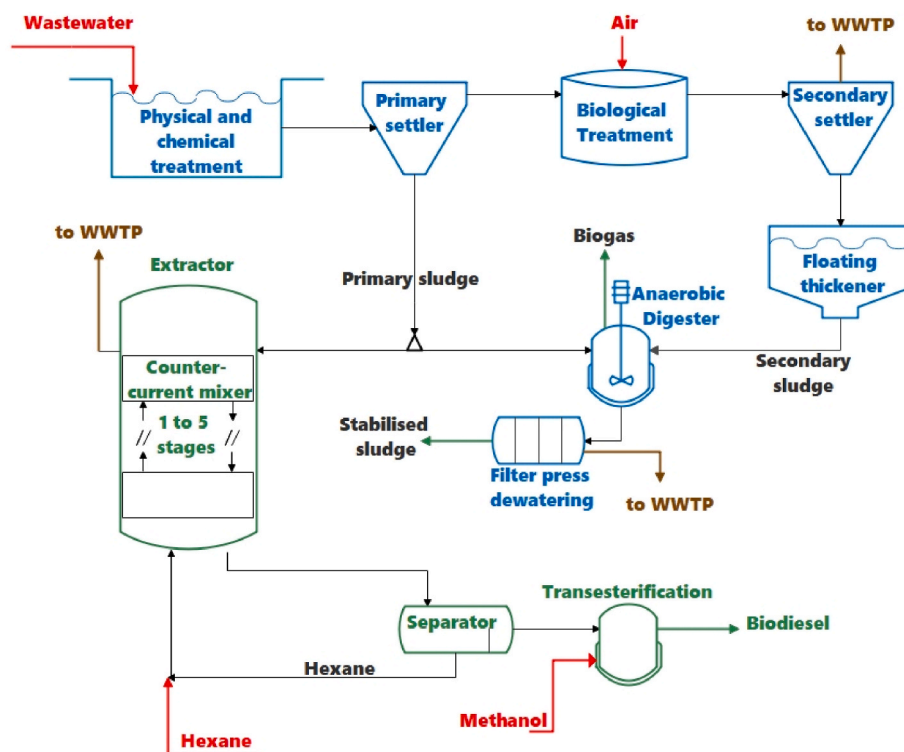 Wastewater
Air
to WWTP
Physical and
chemical
treatment
Primary
settler
Biological
Treatment
Secondary
settler
to WWTP
Extractor
Primary sludge
Biogas
Anaerobic
Digester
Floating
thickener
Secondary
sludge
Counter-
current mixer
1 to 5
stages
Stabilised
sludge
Filter press
dewatering
to WWTP
Transesterification
Separator
Biodiesel
Hexane
Methanol
Hexane